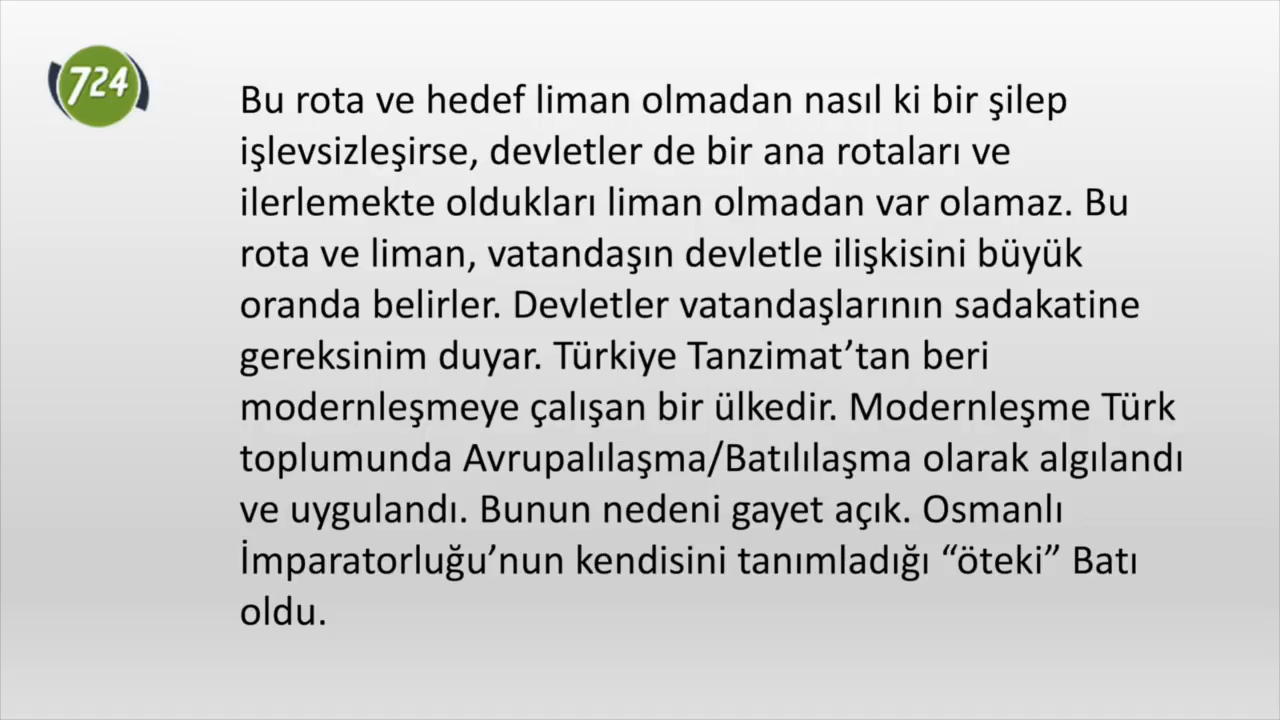 724
Bu rota ve hedef liman olmadan nasıl ki bir şilep
işlevsizleşirse, devletler de bir ana rotaları ve
ilerlemekte oldukları liman olmadan var olamaz. Bu
rota ve liman, vatandaşın devletle ilişkisini büyük
oranda belirler. Devletler vatandaşlarının sadakatine
gereksinim duyar. Türkiye Tanzimat’tan beri
modernleşmeye çalışan bir ülkedir. Modernleşme Türk
toplumunda Avrupalılaşma/Batılılaşma olarak algılandı
ve uygulandı. Bunun nedeni gayet açık. Osmanlı
İmparatorluğu’nun kendisini tanımladığı “öteki” Batı
oldu.